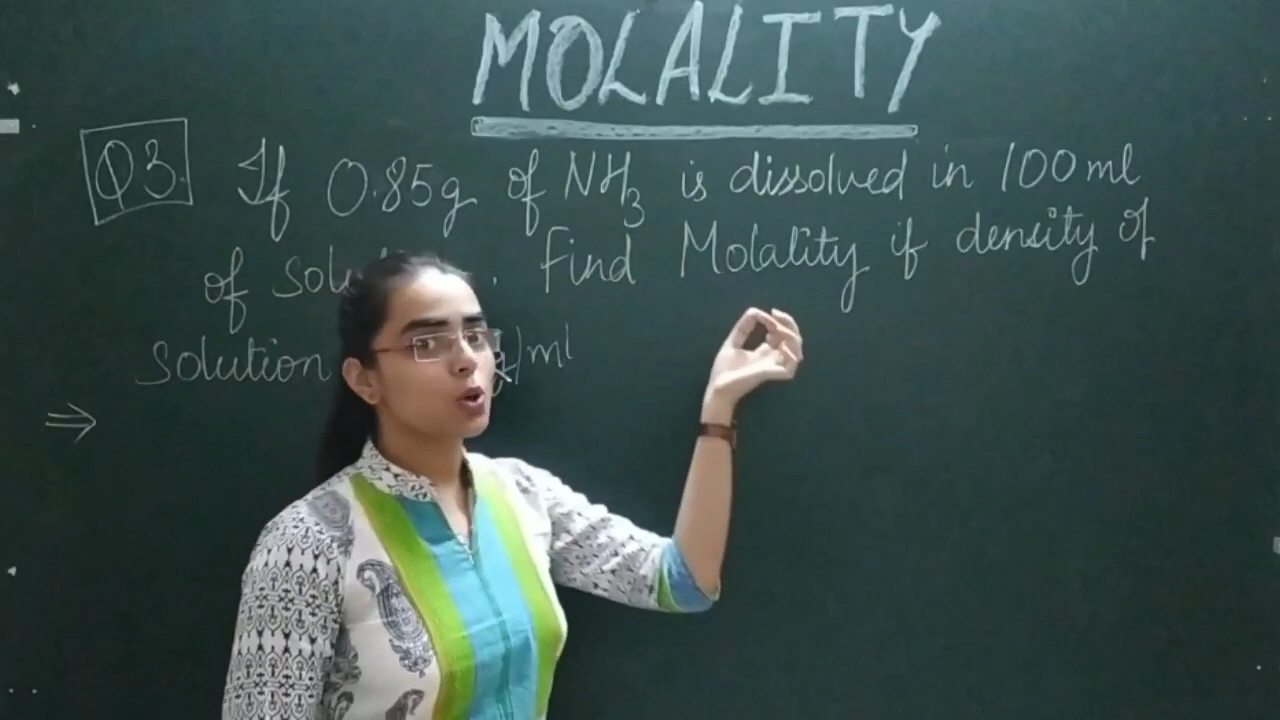 MOLALITY
Q3. If 0.85g of NH3 is dissolved in 100ml
of . Find Molality if density of
solution g/ml
⇒